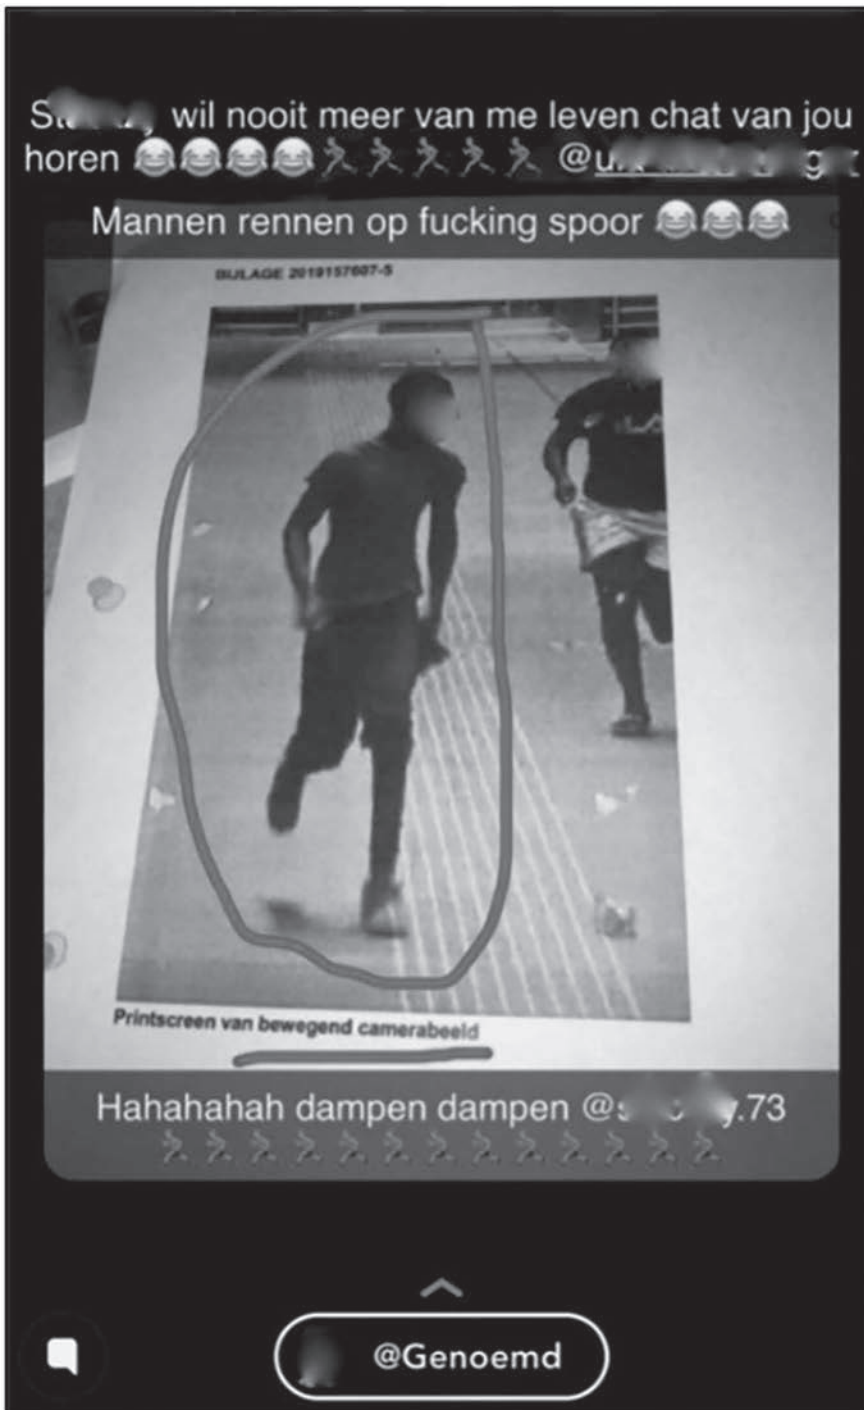 wil nooit meer van me leven chat van jou
horen 😂😂😂😂🏃🏃🏃🏃🏃
Mannen rennen op fucking spoor 😂😂😂
BIJLAGE 2019157607-5
Printscreen van bewegend camerabeeld
Hahahahah dampen dampen
🏃🏃🏃🏃🏃🏃🏃🏃🏃🏃🏃🏃🏃
@Genoemd